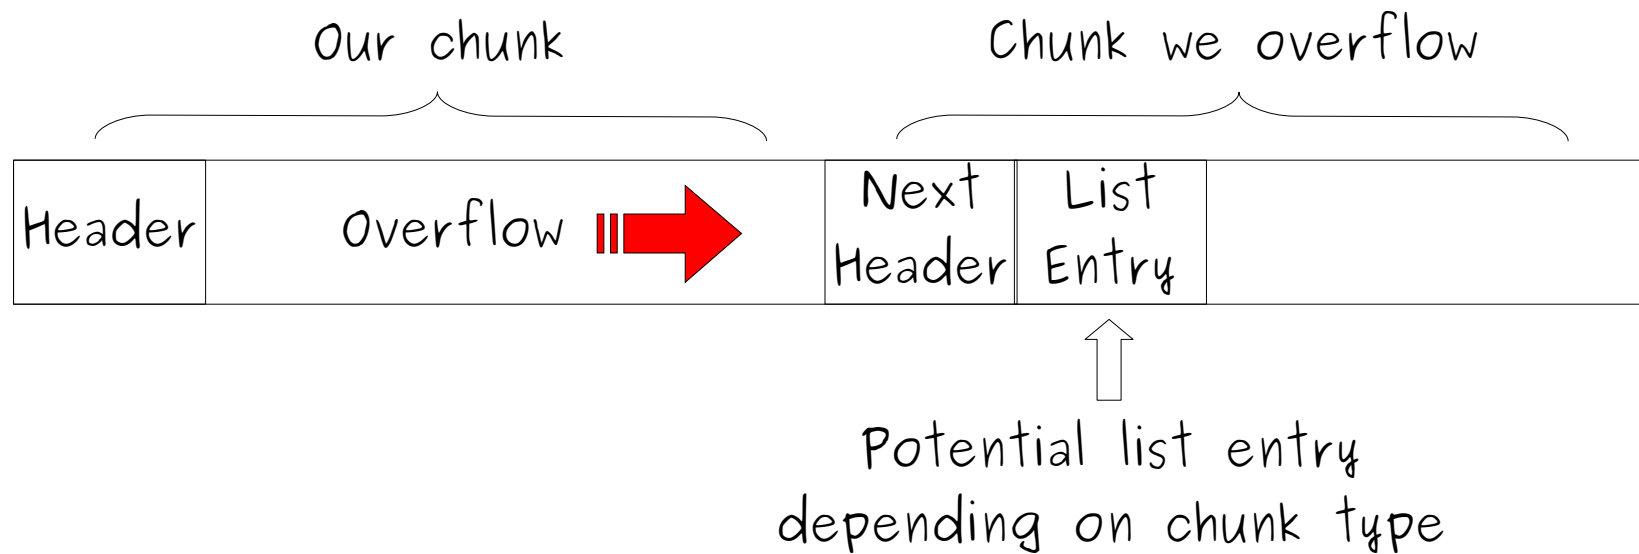 Our chunk
Chunk we overflow
Header
Overflow
Next
Header
List
Entry
Potential list entry
depending on chunk type